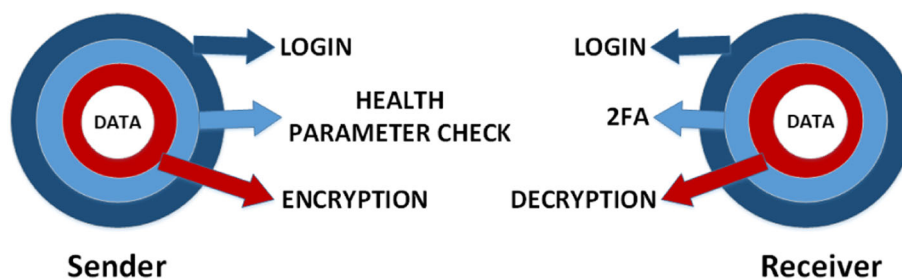 LOGIN
DATA
HEALTH
PARAMETER CHECK
ENCRYPTION
Sender
LOGIN
2FA
DATA
DECRYPTION
Receiver